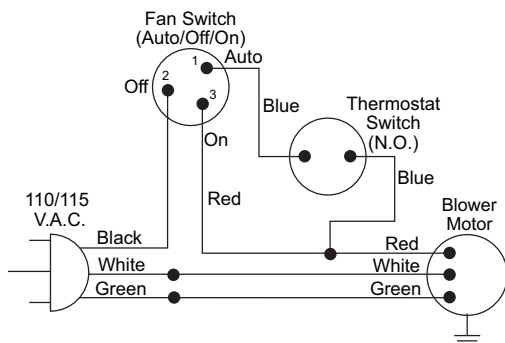 Fan Switch
(Auto/Off/On)
1
Auto
Off
2
3
On
Blue
Thermostat
Switch
(N.O.)
Blue
Red
110/115
V.A.C.
Blower
Motor
Black
Red
White
White
Green
Green